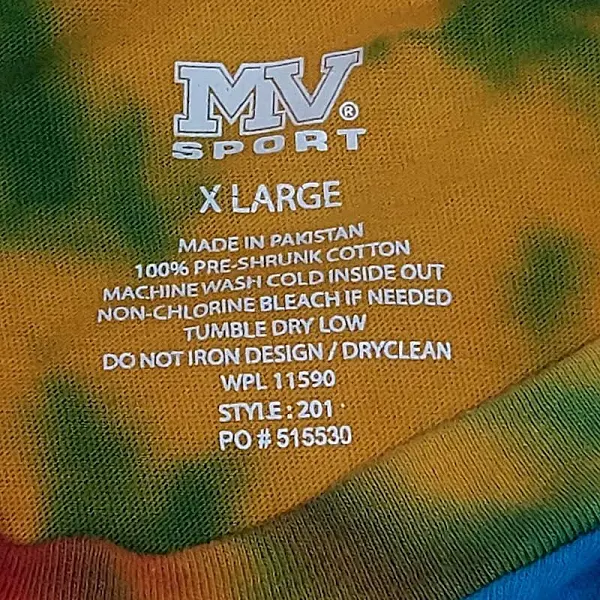 MV®
SPORT
X LARGE
MADE IN PAKISTAN
100% PRE-SHRUNK COTTON
MACHINE WASH COLD INSIDE OUT
NON-CHLORINE BLEACH IF NEEDED
TUMBLE DRY LOW
DO NOT IRON DESIGN / DRYCLEAN
WPL 11590
STYLE : 201
PO # 515530